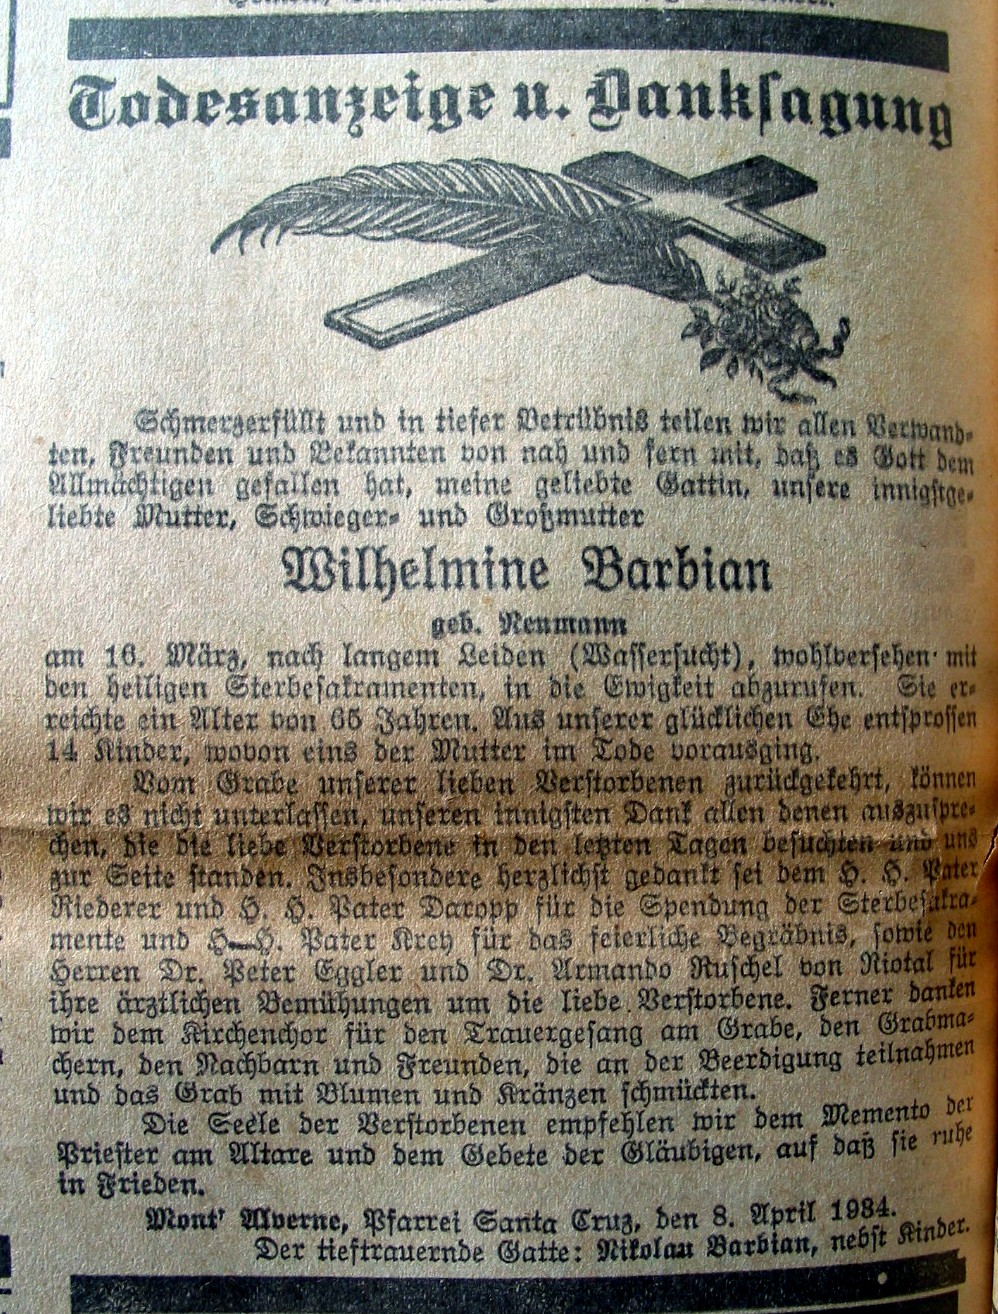 Todesanzeige u. Danksagung
Schmerzerfüllt und in tiefer Betrübnis teilen wir allen Verwand-
ten, Freunden und Bekannten von nah und fern mit, daß es Gott dem
Allmächtigen gefallen hat, meine geliebte Gattin, unsere innigstge-
liebte Mutter, Schwieger- und Großmutter
Wilhelmine Barbian
geb. Neumann
am 16. März, nach langem Leiden (Wassersucht), wohlversehen mit
den heiligen Sterbesakramenten, in die Ewigkeit abzurufen. Sie er-
reichte ein Alter von 65 Jahren. Aus unserer glücklichen Ehe entsprossen
14 Kinder, wovon eins der Mutter im Tode vorausging.
Vom Grabe unserer lieben Verstorbenen zurückgekehrt, können
wir es nicht unterlassen, unseren innigsten Dank allen denen auszuspre-
chen, die die liebe Verstorbene in den letzten Tagen besuchten und uns
zur Seite standen. Insbesondere herzlichst gedankt sei dem H. H. Pater
Riederer und H. H. Pater Daropp für die Spendung der Sterbesakra-
mente und H. H. Pater Krey für das feierliche Begräbnis, sowie den
Herren Dr. Peter Eggler und Dr. Armando Ruschel von Riotal für
ihre ärztlichen Bemühungen um die liebe Verstorbene. Ferner danken
wir dem Kirchenchor für den Trauergesang am Grabe, den Grabma-
chern, den Nachbarn und Freunden, die an der Beerdigung teilnahmen
und das Grab mit Blumen und Kränzen schmückten.
Die Seele der Verstorbenen empfehlen wir dem Memento der
Priester am Altare und dem Gebete der Gläubigen, auf daß sie ruhe
in Frieden.
Mont' Alverne, Pfarrei Santa Cruz, den 8. April 1934.
Der tieftrauernde Gatte: Nikolau Barbian, nebst Kinder.